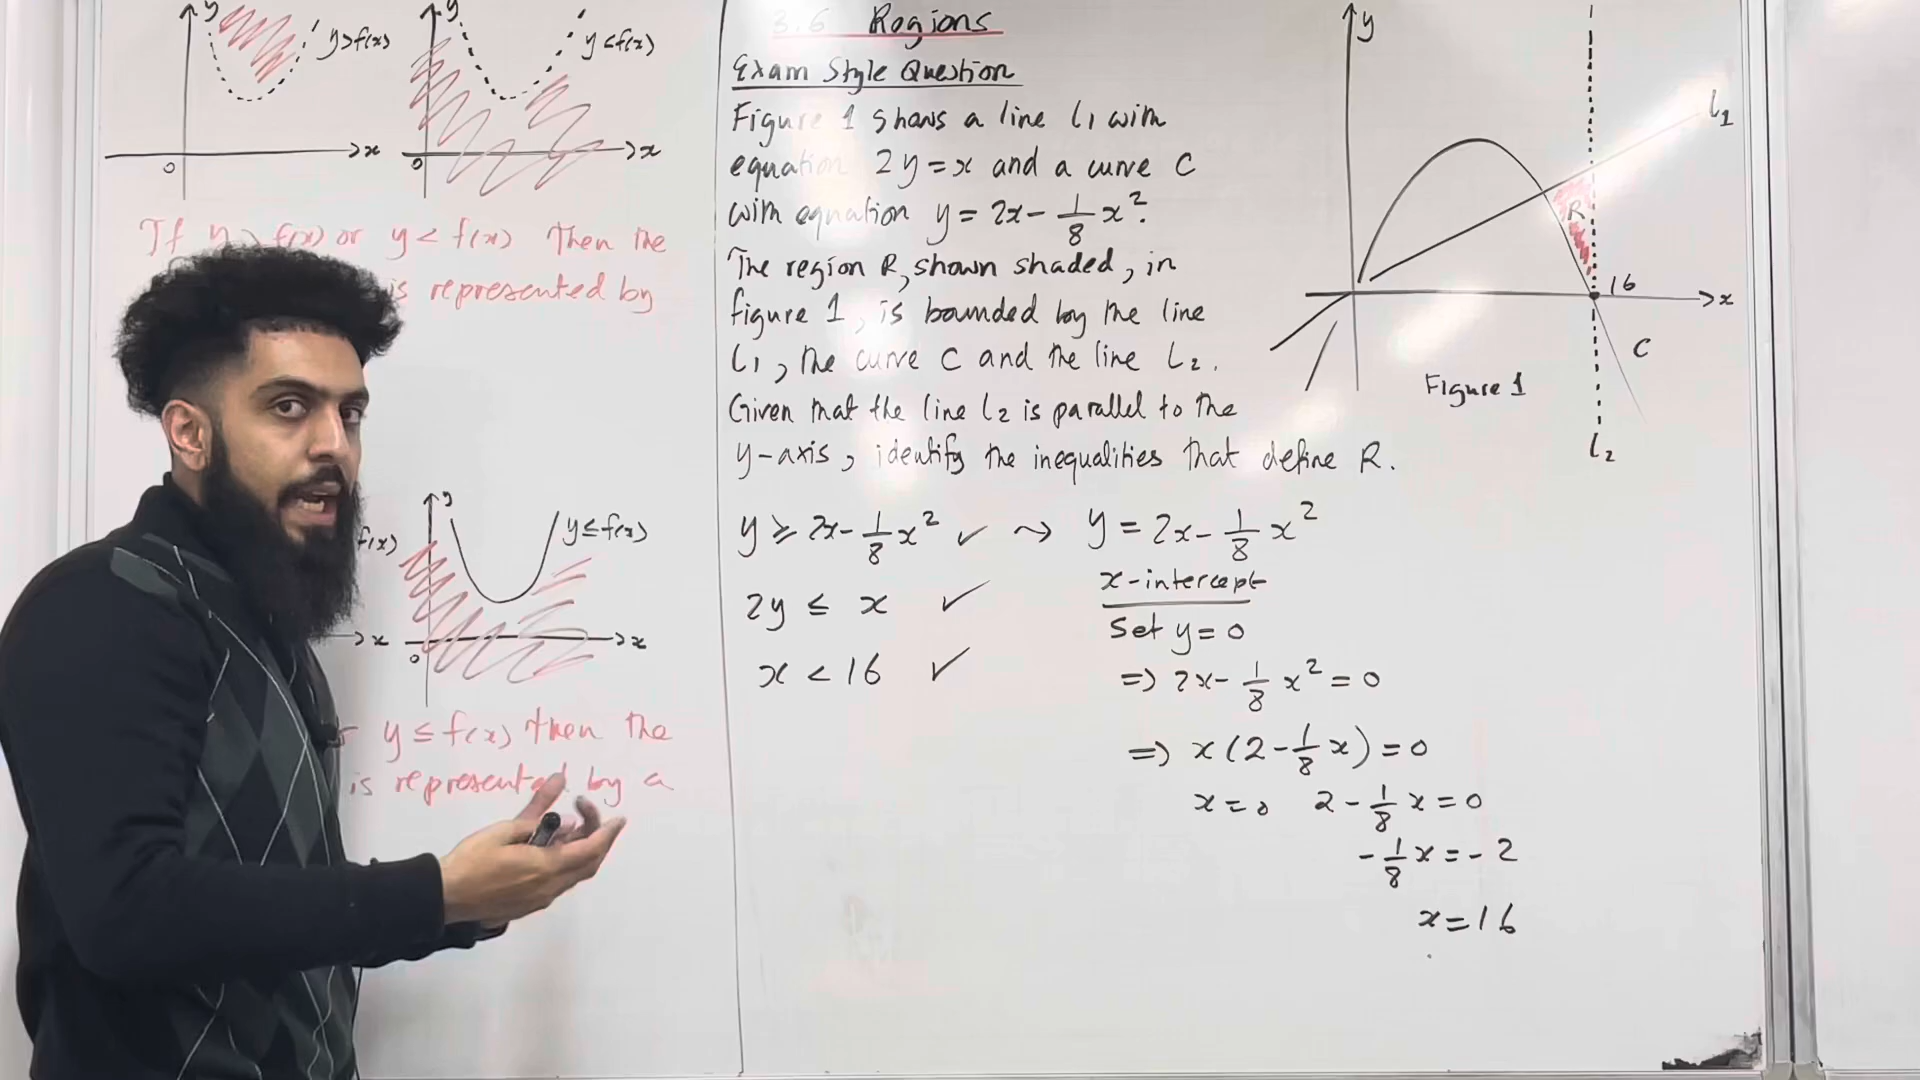 y
y>f(x)
x
0
y
y<f(x)
x
0
If y > f(x) or y < f(x) then the
is represented by
f(x)
x
y
y≤f(x)
x
0
r y ≤ f(x) then the
is represented by a
3.6 Regions
Exam Style Question
Figure 1 shows a line l₁ with
equation 2y = x and a curve C
with equation y = 2x - 1/8 x².
The region R, shown shaded, in
figure 1, is bounded by the line
l₁, the curve C and the line L₂.
Given that the line l₂ is parallel to the
y-axis, identify the inequalities that define R.
y ≥ 2x - 1/8 x² ✓ ⤳ y = 2x - 1/8 x²
2y ≤ x ✓
x < 16 ✓
x-intercept
Set y = 0
=> 2x - 1/8 x² = 0
=> x(2 - 1/8 x) = 0
x = 0 2 - 1/8 x = 0
- 1/8 x = - 2
x = 16
y
l₁
R
16
x
C
Figure 1
L₂